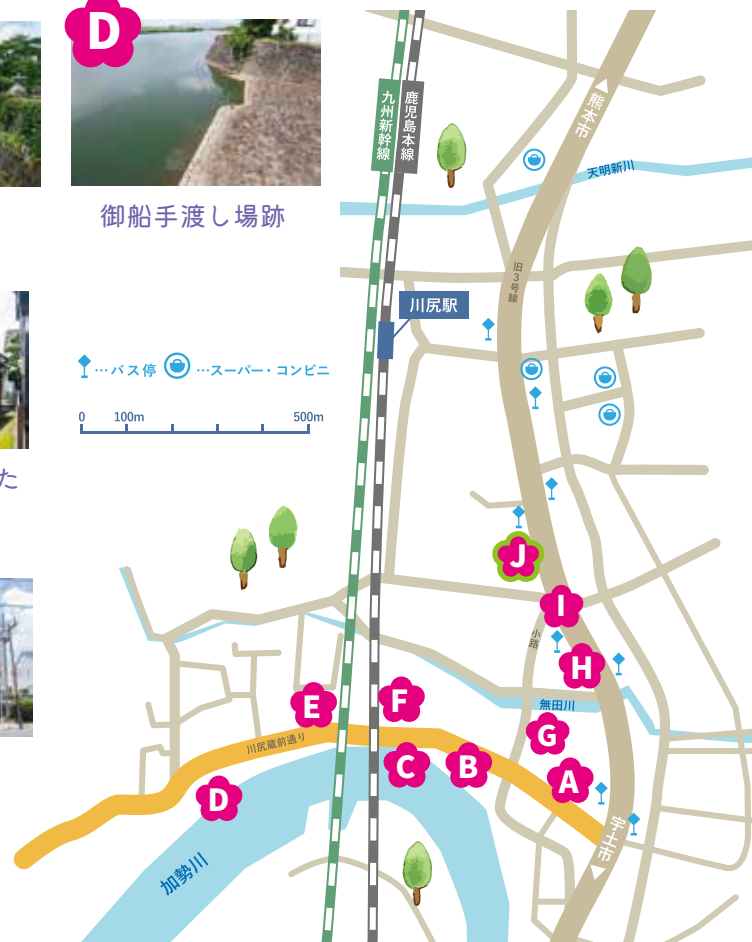 D
御船手渡し場跡
九州新幹線
鹿児島本線
▲熊本市
天明新川
旧3号線
川尻駅
…バス停
…スーパー・コンビニ
0 100m 500m
た
J
I
小路
H
無田川
E
F
G
川尻蔵前通り
C
B
A
D
宇土市▼
加勢川